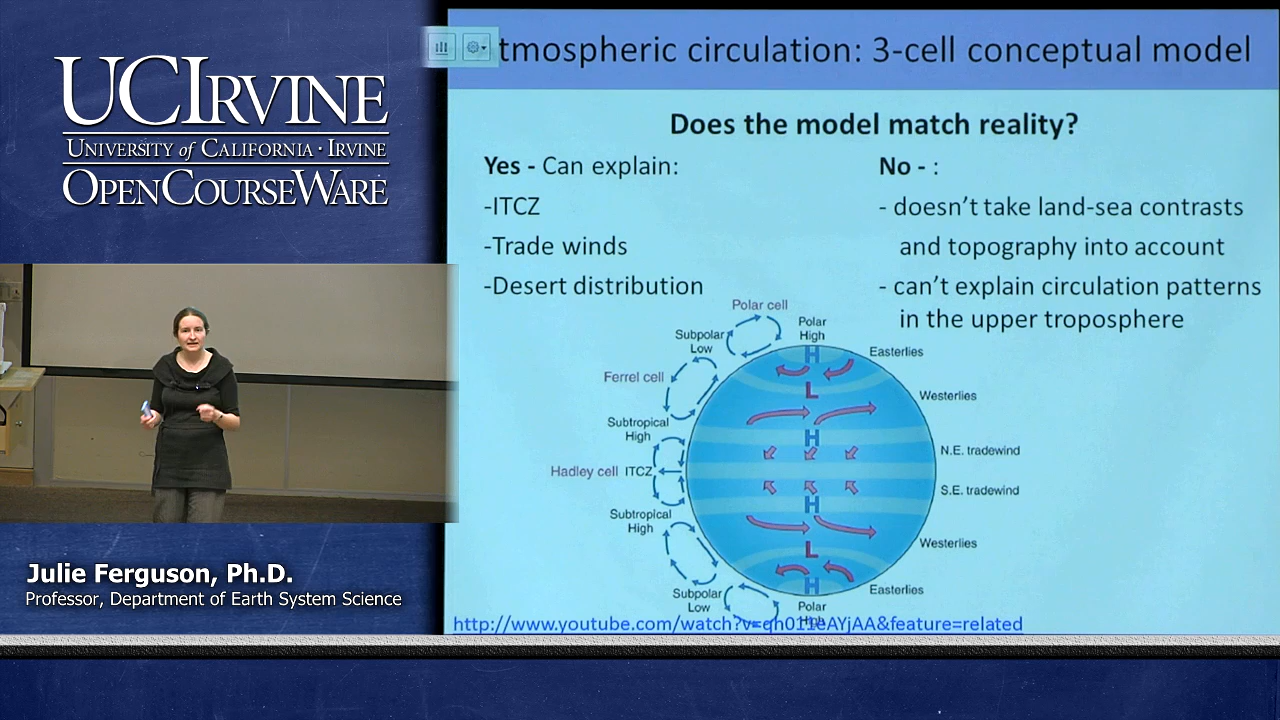 UCIRVINE
UNIVERSITY of CALIFORNIA · IRVINE
OPENCOURSEWARE
Julie Ferguson, Ph.D.
Professor, Department of Earth System Science
tmospheric circulation: 3-cell conceptual model
Does the model match reality?
Yes - Can explain:
-ITCZ
-Trade winds
-Desert distribution
No - :
- doesn't take land-sea contrasts
and topography into account
- can't explain circulation patterns
in the upper troposphere
Polar cell
Polar
High
Subpolar
Low
Easterlies
Ferrel cell
Westerlies
Subtropical
High
N.E. tradewind
Hadley cell ITCZ
S.E. tradewind
Subtropical
High
Westerlies
Subpolar
Low
Easterlies
Polar
H
L
H
H
L
H
http://www.youtube.com/watch?v=qh011eAYjAA&feature=related